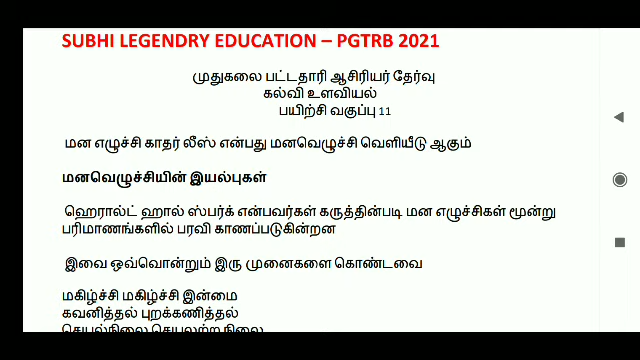 SUBHI LEGENDRY EDUCATION – PGTRB 2021
முதுகலை பட்டதாரி ஆசிரியர் தேர்வு
கல்வி உளவியல்
பயிற்சி வகுப்பு 11
மன எழுச்சி காதர் லீஸ் என்பது மனவெழுச்சி வெளியீடு ஆகும்
மனவெழுச்சியின் இயல்புகள்
ஹெரால்ட் ஹால் ஸ்பர்க் என்பவர்கள் கருத்தின்படி மன எழுச்சிகள் மூன்று
பரிமாணங்களில் பரவி காணப்படுகின்றன
இவை ஒவ்வொன்றும் இரு முனைகளை கொண்டவை
மகிழ்ச்சி மகிழ்ச்சி இன்மை
கவனித்தல் புறக்கணித்தல்
செயல்நிலை செயலற்ற நிலை